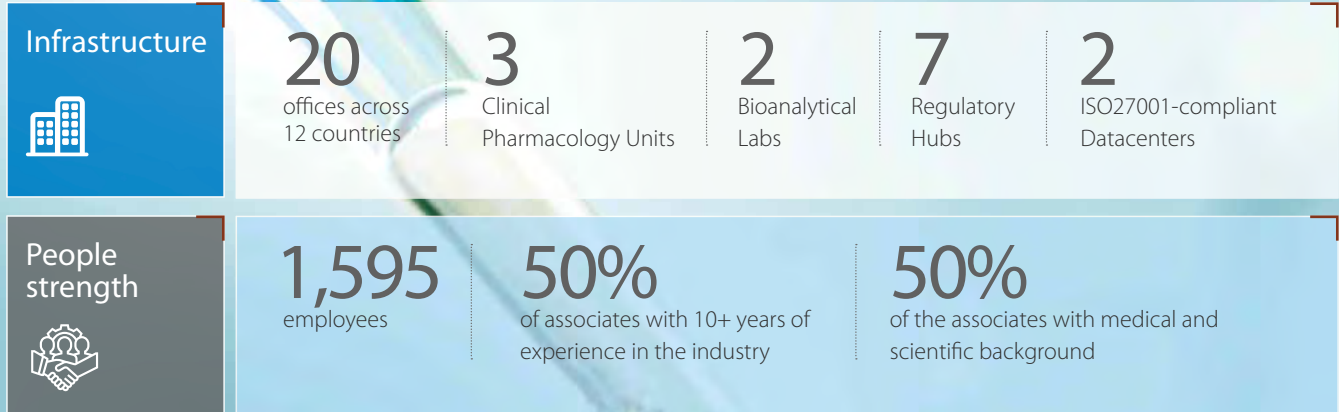 Infrastructure
20
offices across
12 countries
3
Clinical
Pharmacology Units
2
Bioanalytical
Labs
7
Regulatory
Hubs
2
ISO27001-compliant
Datacenters
People
strength
1,595
employees
50%
of associates with 10+ years of
experience in the industry
50%
of the associates with medical and
scientific background